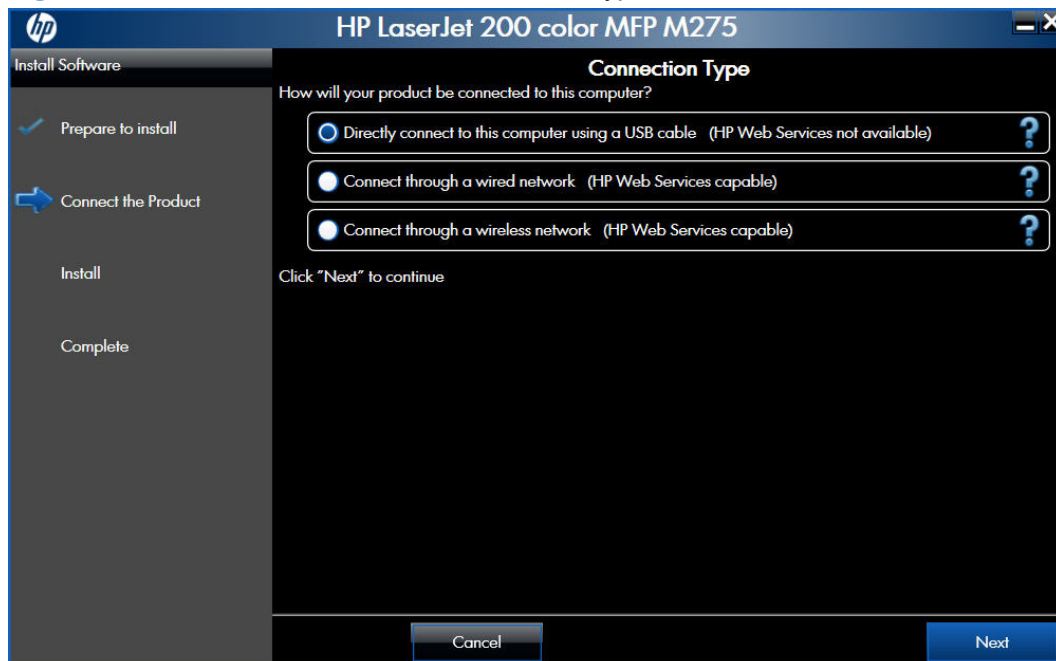 hp
HP LaserJet 200 color MFP M275
Install Software
Prepare to install
Connect the Product
Install
Complete
Connection Type
How will your product be connected to this computer?
Directly connect to this computer using a USB cable (HP Web Services not available)
?
Connect through a wired network (HP Web Services capable)
?
Connect through a wireless network (HP Web Services capable)
?
Click "Next" to continue
Cancel
Next